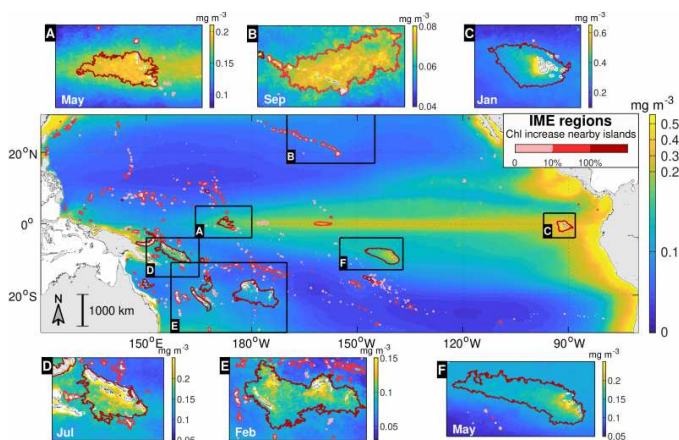 mg m⁻³
A
May
0.2
0.15
0.1
mg m⁻³
B
Sep
0.08
0.06
0.04
mg m⁻³
C
Jan
0.6
0.4
0.2
IME regions
Chl increase nearby islands
0 10% 100%
mg m⁻³
0.5
0.3
0.2
0.1
0
20°N
0°
20°S
B
A
C
D
F
E
N
1000 km
150°E 180°W 150°W 120°W 90°W
mg m⁻³
D
Jul
0.2
0.15
0.1
0.05
mg m⁻³
E
Feb
0.15
0.1
0.05
mg m⁻³
F
May
0.2
0.15
0.1
0.05